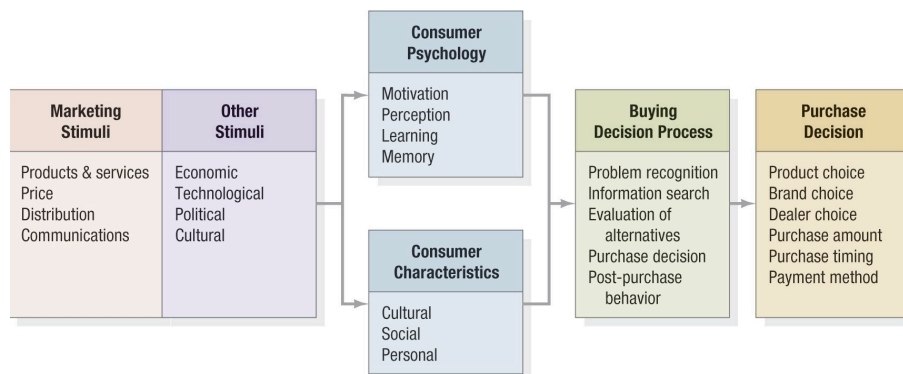 Marketing
Stimuli
Products & services
Price
Distribution
Communications
Other
Stimuli
Economic
Technological
Political
Cultural
Consumer
Psychology
Motivation
Perception
Learning
Memory
Consumer
Characteristics
Cultural
Social
Personal
Buying
Decision Process
Problem recognition
Information search
Evaluation of
alternatives
Purchase decision
Post-purchase
behavior
Purchase
Decision
Product choice
Brand choice
Dealer choice
Purchase amount
Purchase timing
Payment method